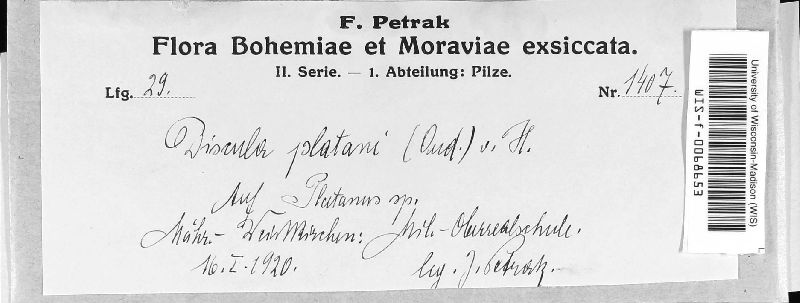 F. Petrak
Flora Bohemiae et Moraviae exsiccata.
II. Serie. — 1. Abteilung: Pilze.
Lfg. 29. Nr. 1407.
Discula platani (Oud.) v. H.
Auf Platanus sp.
Mähr.-Weisskirchen: Mil.-Oberrealschule.
16. I. 1920. leg. J. Petrak.
University of Wisconsin-Madison (WIS)
WIS-f-0068653